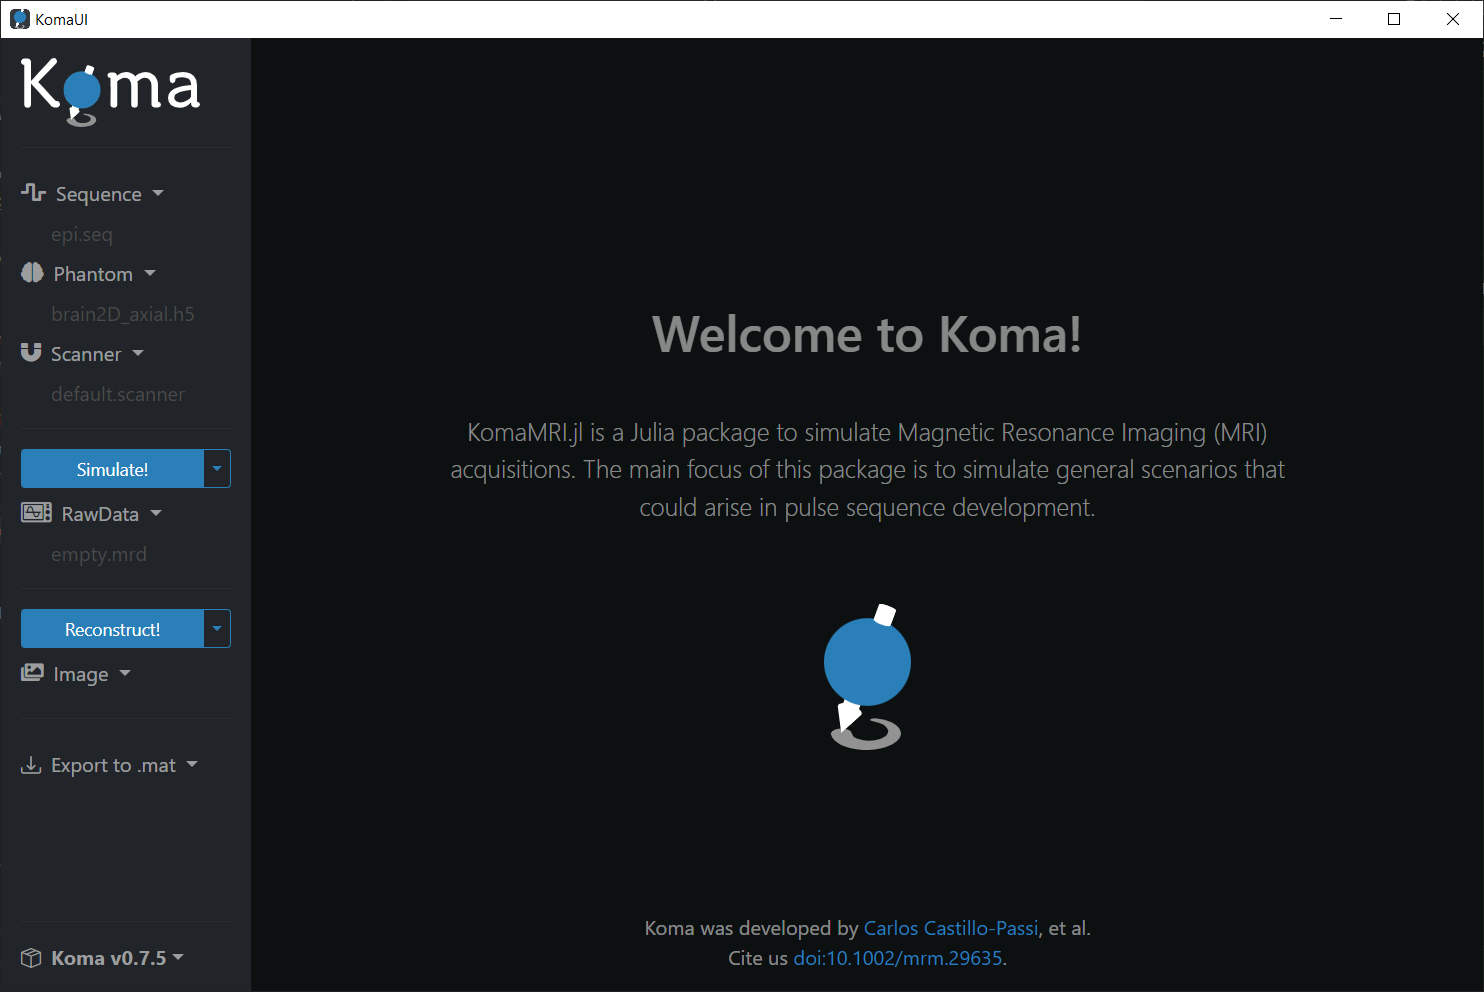 KomaUI
Koma
Sequence
epi.seq
Phantom
brain2D_axial.h5
Scanner
default.scanner
Simulate!
RawData
empty.mrd
Reconstruct!
Image
Export to .mat
Koma v0.7.5
Welcome to Koma!
KomaMRI.jl is a Julia package to simulate Magnetic Resonance Imaging (MRI)
acquisitions. The main focus of this package is to simulate general scenarios that
could arise in pulse sequence development.
Koma was developed by Carlos Castillo-Passi, et al.
Cite us doi:10.1002/mrm.29635.